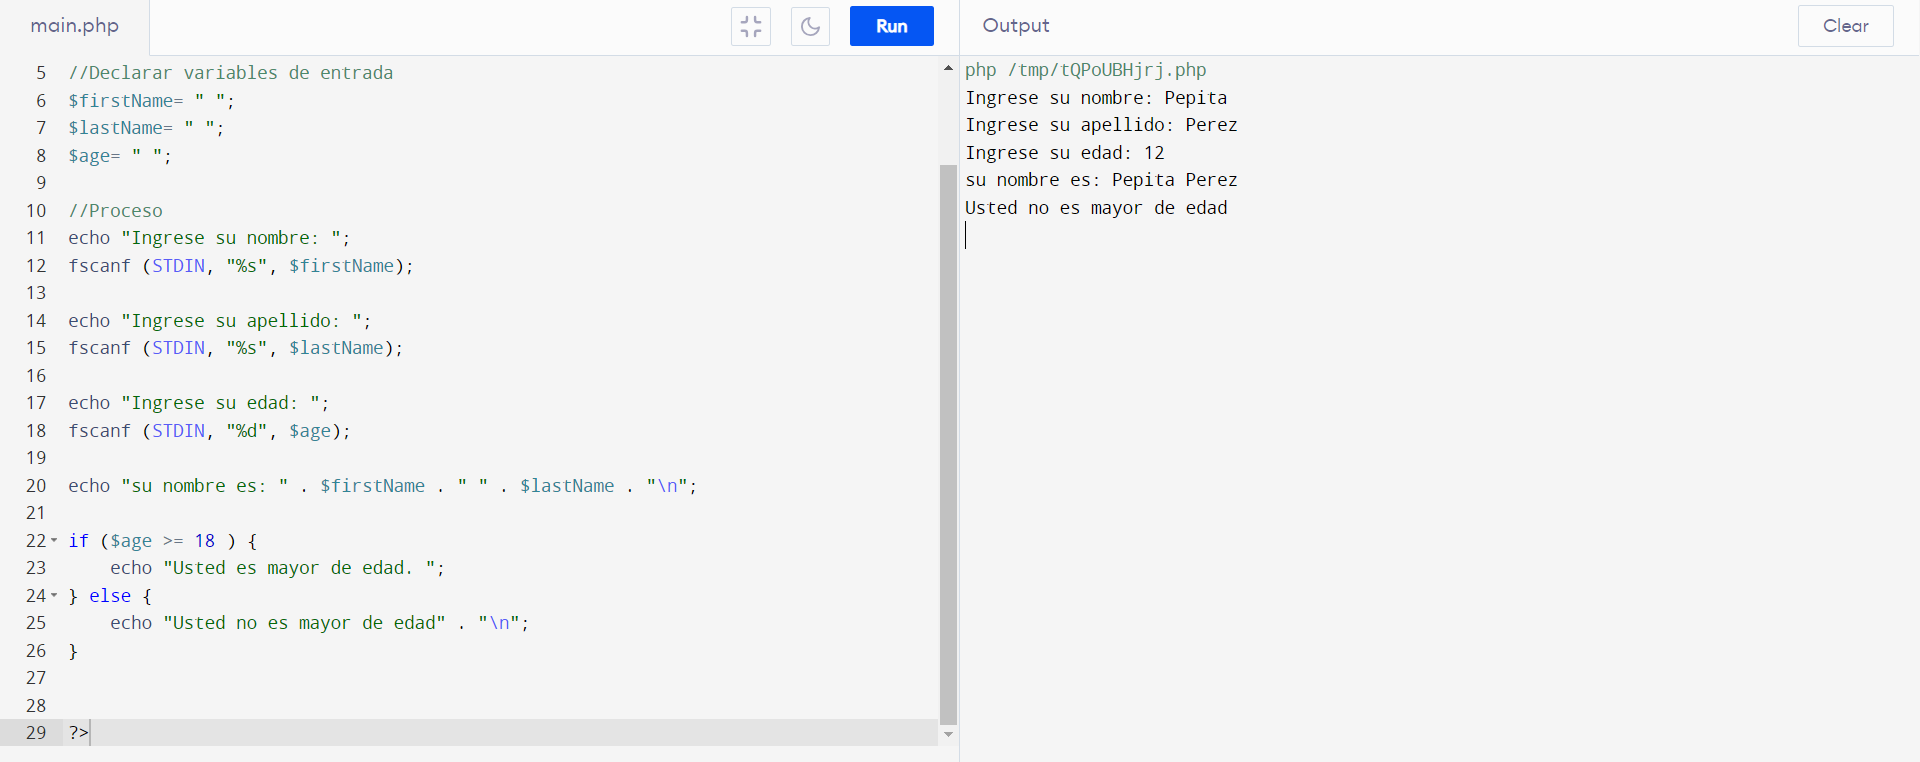 main.php
Run
5 //Declarar variables de entrada
6 $firstName= " ";
7 $lastName= " ";
8 $age= " ";
9
10 //Proceso
11 echo "Ingrese su nombre: ";
12 fscanf (STDIN, "%s", $firstName);
13
14 echo "Ingrese su apellido: ";
15 fscanf (STDIN, "%s", $lastName);
16
17 echo "Ingrese su edad: ";
18 fscanf (STDIN, "%d", $age);
19
20 echo "su nombre es: " . $firstName . " " . $lastName . "\n";
21
22 if ($age >= 18 ) {
23     echo "Usted es mayor de edad. ";
24 } else {
25     echo "Usted no es mayor de edad" . "\n";
26 }
27
28
29 ?>
Output
Clear
php /tmp/tQPoUBHjrj.php
Ingrese su nombre: Pepita
Ingrese su apellido: Perez
Ingrese su edad: 12
su nombre es: Pepita Perez
Usted no es mayor de edad